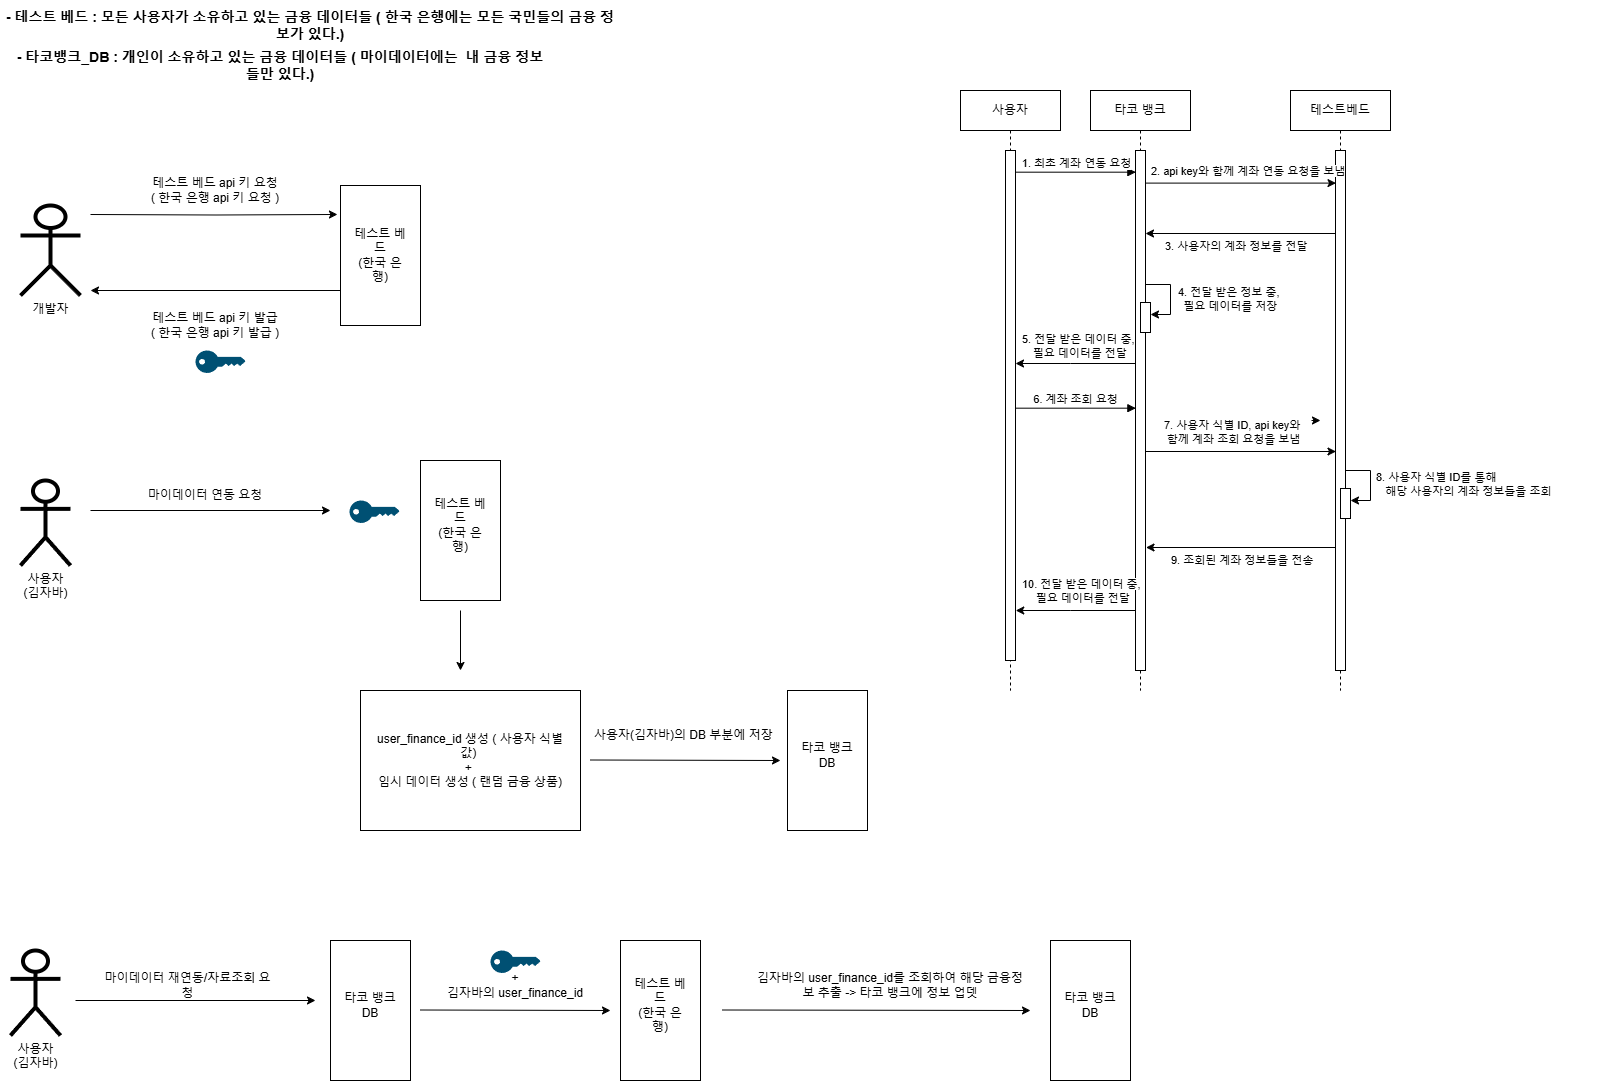 - 테스트 베드 : 모든 사용자가 소유하고 있는 금융 데이터들 ( 한국 은행에는 모든 국민들의 금융 정
보가 있다.)
- 타코뱅크_DB : 개인이 소유하고 있는 금융 데이터들 ( 마이데이터에는  내 금융 정보
들만 있다.)
테스트 베드 api 키 요청
( 한국 은행 api 키 요청 )
테스트 베
드
(한국 은
행)
개발자
테스트 베드 api 키 발급
( 한국 은행 api 키 발급 )
마이데이터 연동 요청
테스트 베
드
(한국 은
행)
사용자
(김자바)
user_finance_id 생성 ( 사용자 식별
값)
+
임시 데이터 생성 ( 랜덤 금융 상품)
사용자(김자바)의 DB 부분에 저장
타코 뱅크
DB
마이데이터 재연동/자료조회 요
청
사용자
(김자바)
타코 뱅크
DB
+
김자바의 user_finance_id
테스트 베
드
(한국 은
행)
김자바의 user_finance_id를 조회하여 해당 금융정
보 추출 -> 타코 뱅크에 정보 업뎃
타코 뱅크
DB
사용자
타코 뱅크
테스트베드
1. 최초 계좌 연동 요청
2. api key와 함께 계좌 연동 요청을 보냄
3. 사용자의 계좌 정보를 전달
4. 전달 받은 정보 중,
필요 데이터를 저장
5. 전달 받은 데이터 중,
필요 데이터를 전달
6. 계좌 조회 요청
7. 사용자 식별 ID, api key와
함께 계좌 조회 요청을 보냄
8. 사용자 식별 ID를 통해
해당 사용자의 계좌 정보들을 조회
9. 조회된 계좌 정보들을 전송
10. 전달 받은 데이터 중,
필요 데이터를 전달